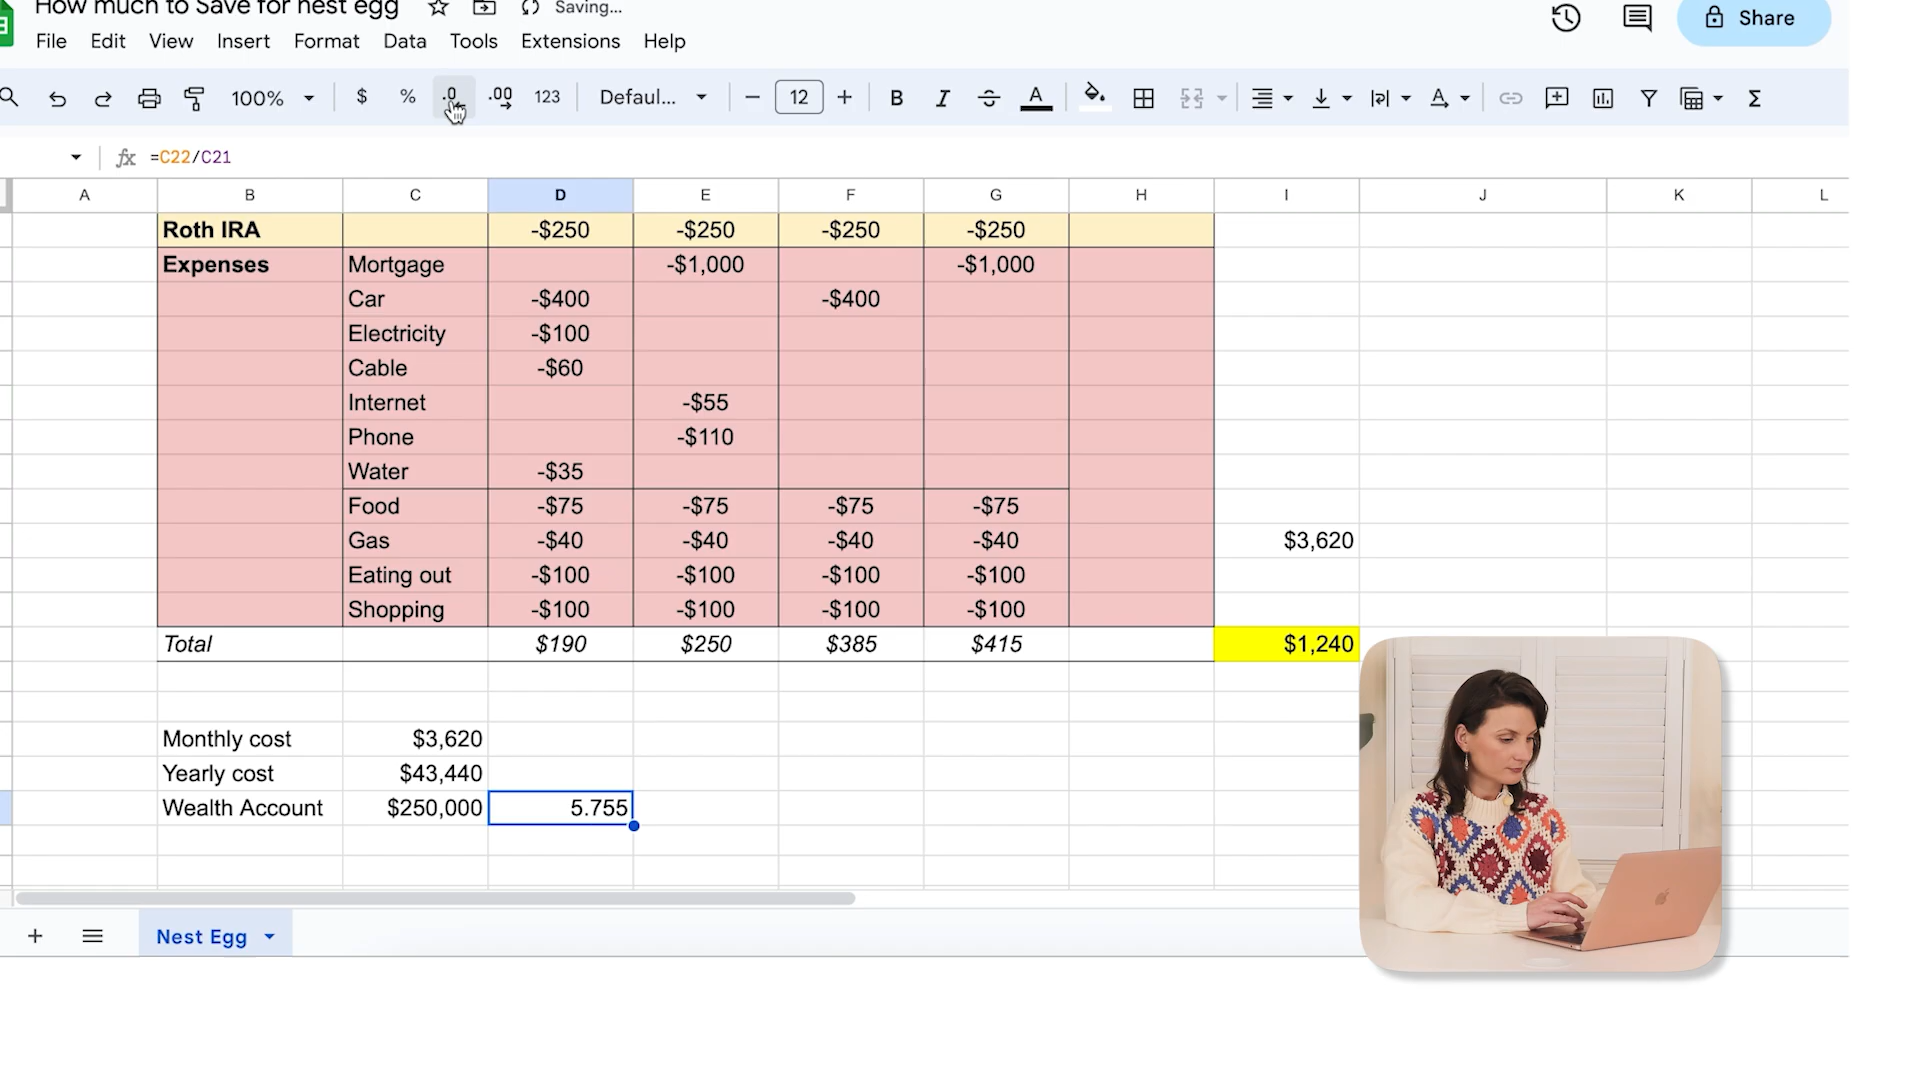 How much to Save for nest egg Saving...
Share
File Edit View Insert Format Data Tools Extensions Help
100% $ % .0 .00 123 Defaul... 12 B I A A Σ
fx =C22/C21
A B C D E F G H I J K L
Roth IRA -$250 -$250 -$250 -$250
Expenses Mortgage -$1,000 -$1,000
Car -$400 -$400
Electricity -$100
Cable -$60
Internet -$55
Phone -$110
Water -$35
Food -$75 -$75 -$75 -$75
Gas -$40 -$40 -$40 -$40 $3,620
Eating out -$100 -$100 -$100 -$100
Shopping -$100 -$100 -$100 -$100
Total $190 $250 $385 $415 $1,240
Monthly cost $3,620
Yearly cost $43,440
Wealth Account $250,000 5.755
Nest Egg